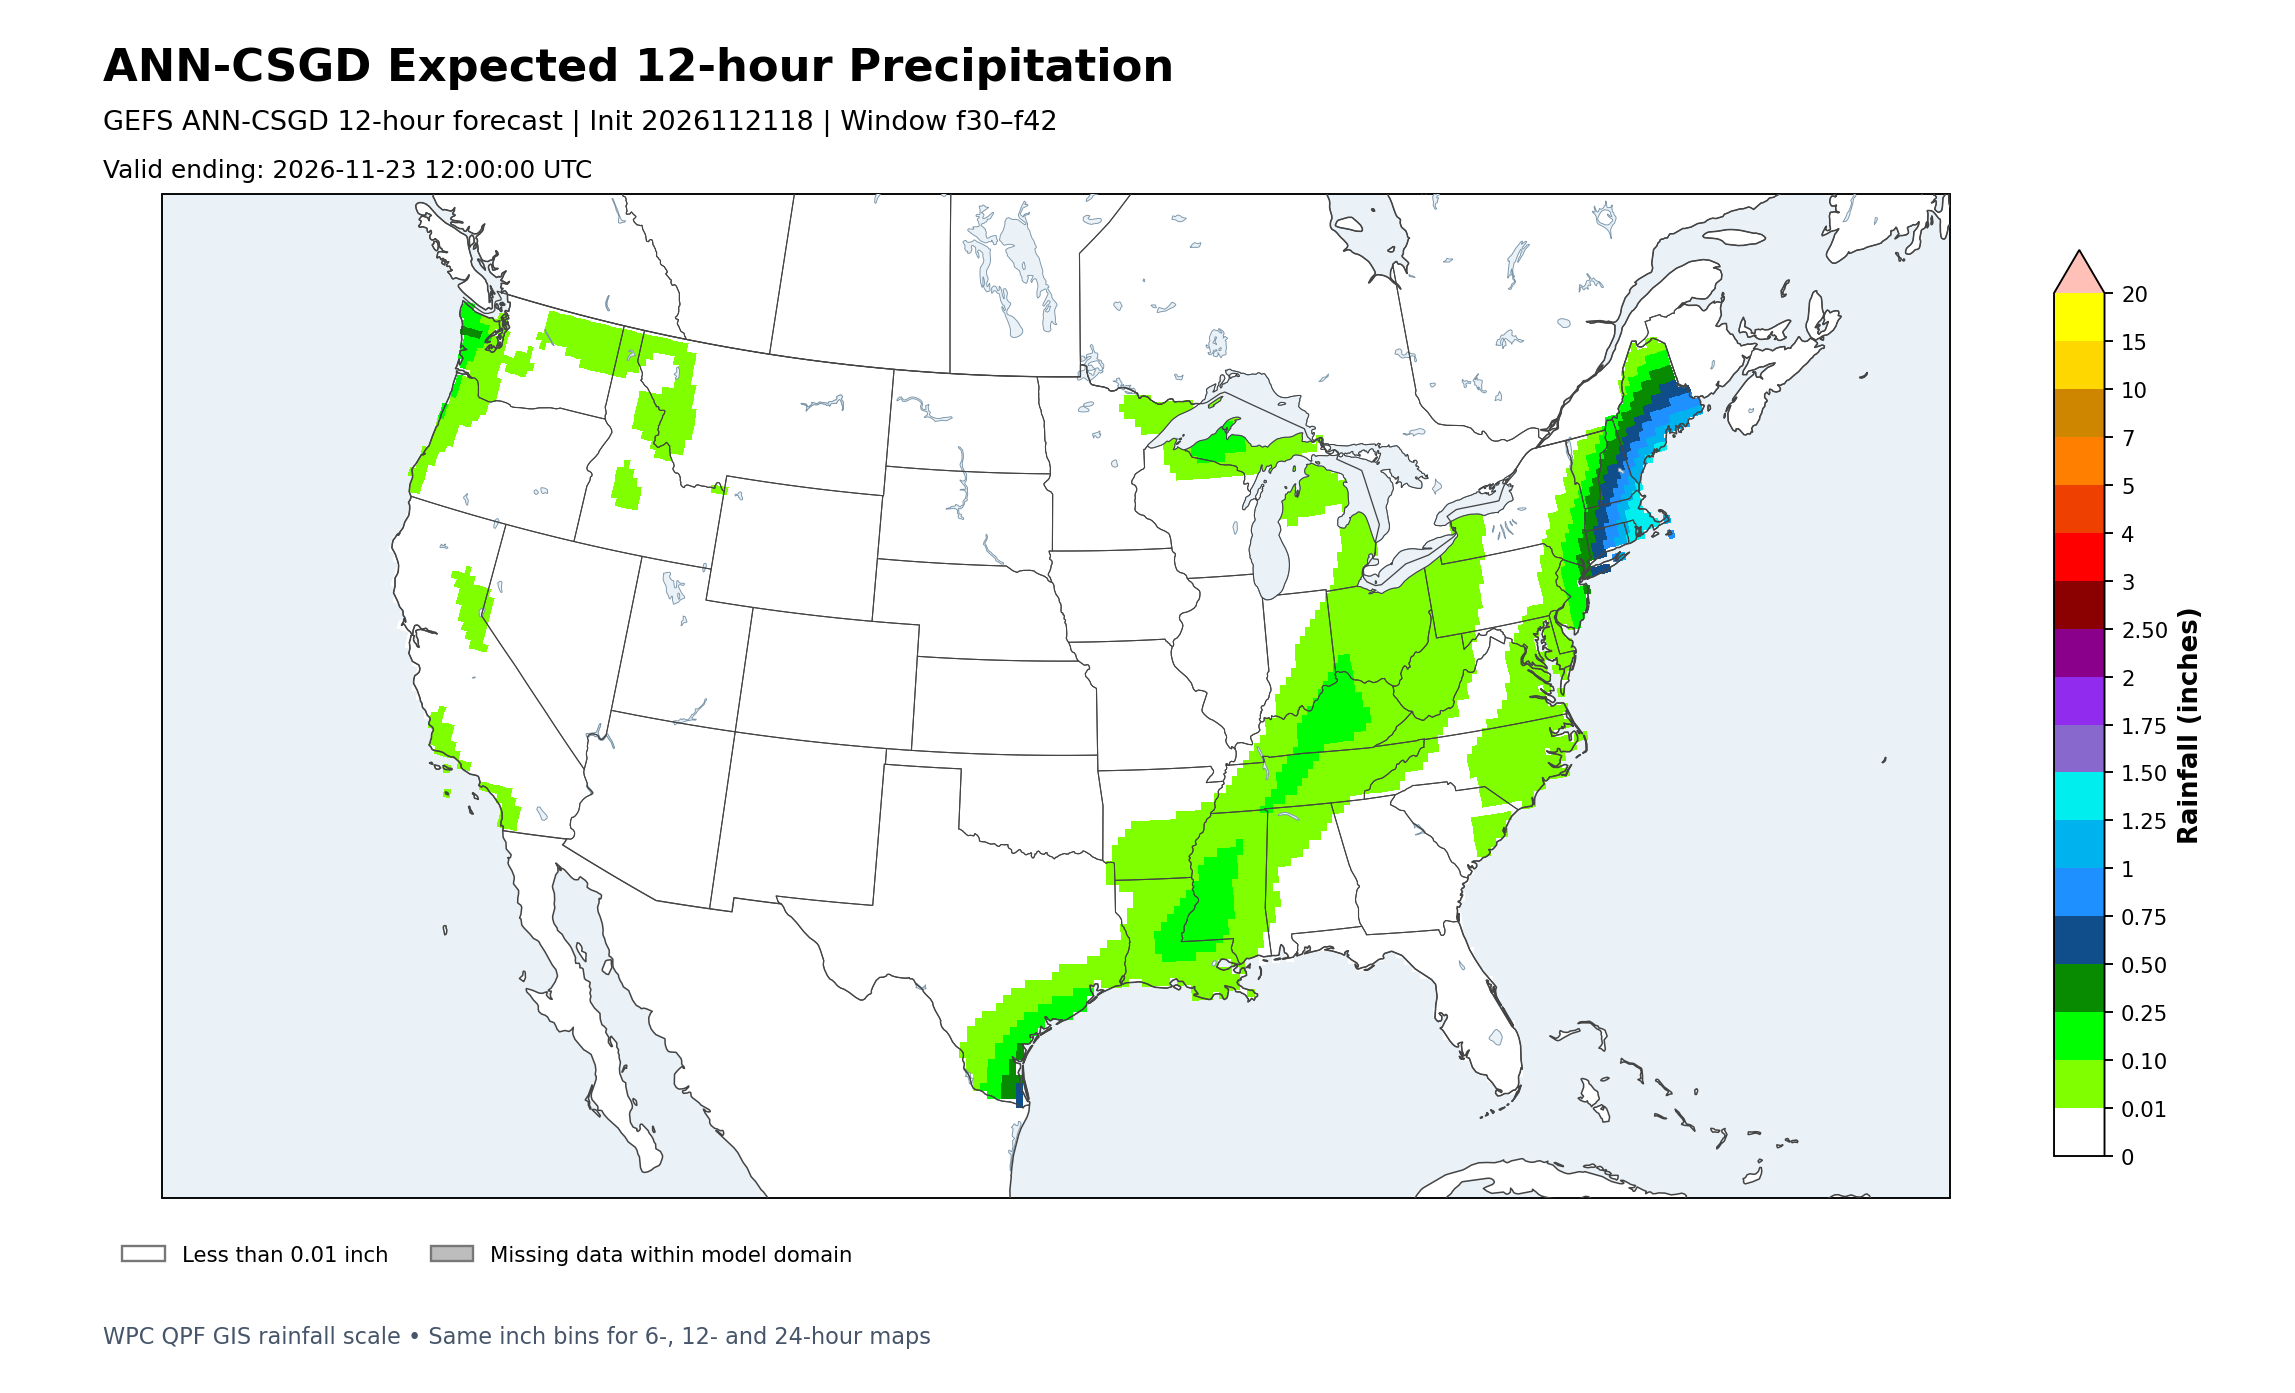 ANN-CSGD Expected 12-hour Precipitation
GEFS ANN-CSGD 12-hour forecast | Init 2026112118 | Window f30–f42
Valid ending: 2026-11-23 12:00:00 UTC
20
15
10
7
5
4
3
2.50
2
1.75
1.50
1.25
1
0.75
0.50
0.25
0.10
0.01
0
Rainfall (inches)
Less than 0.01 inch
Missing data within model domain
WPC QPF GIS rainfall scale • Same inch bins for 6-, 12- and 24-hour maps